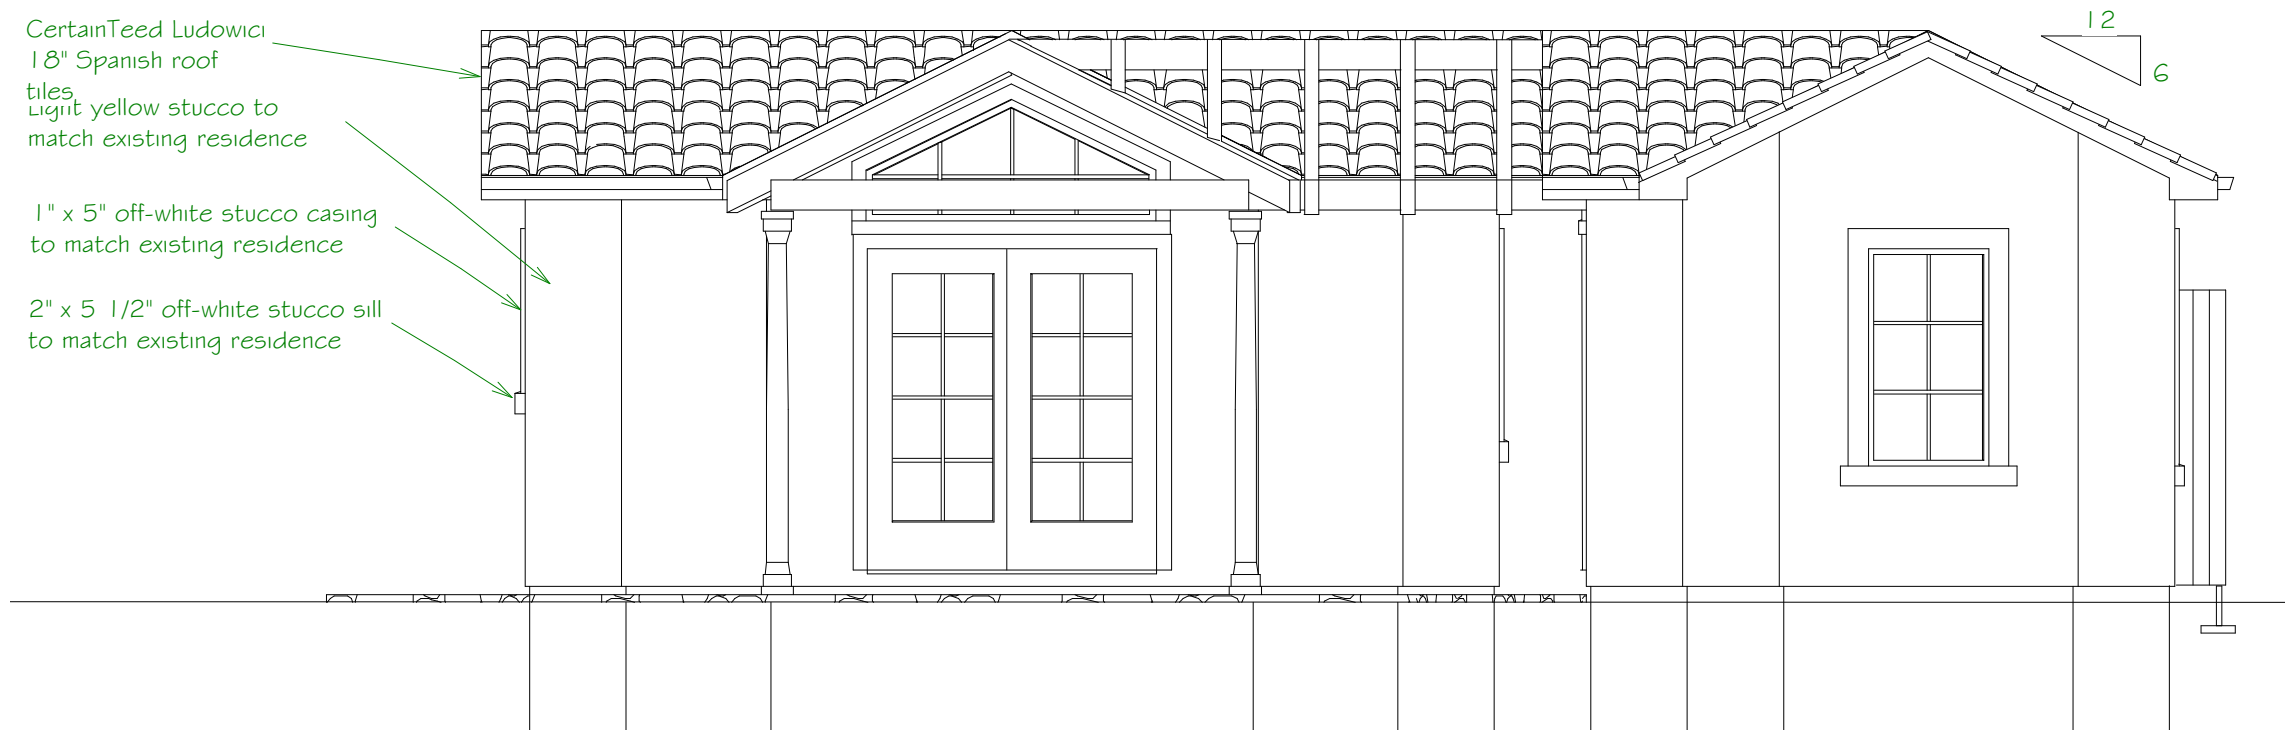 CertainTeed Ludowici
18" Spanish roof
tiles
Light yellow stucco to
match existing residence
1" x 5" off-white stucco casing
to match existing residence
2" x 5 1/2" off-white stucco sill
to match existing residence
12
6